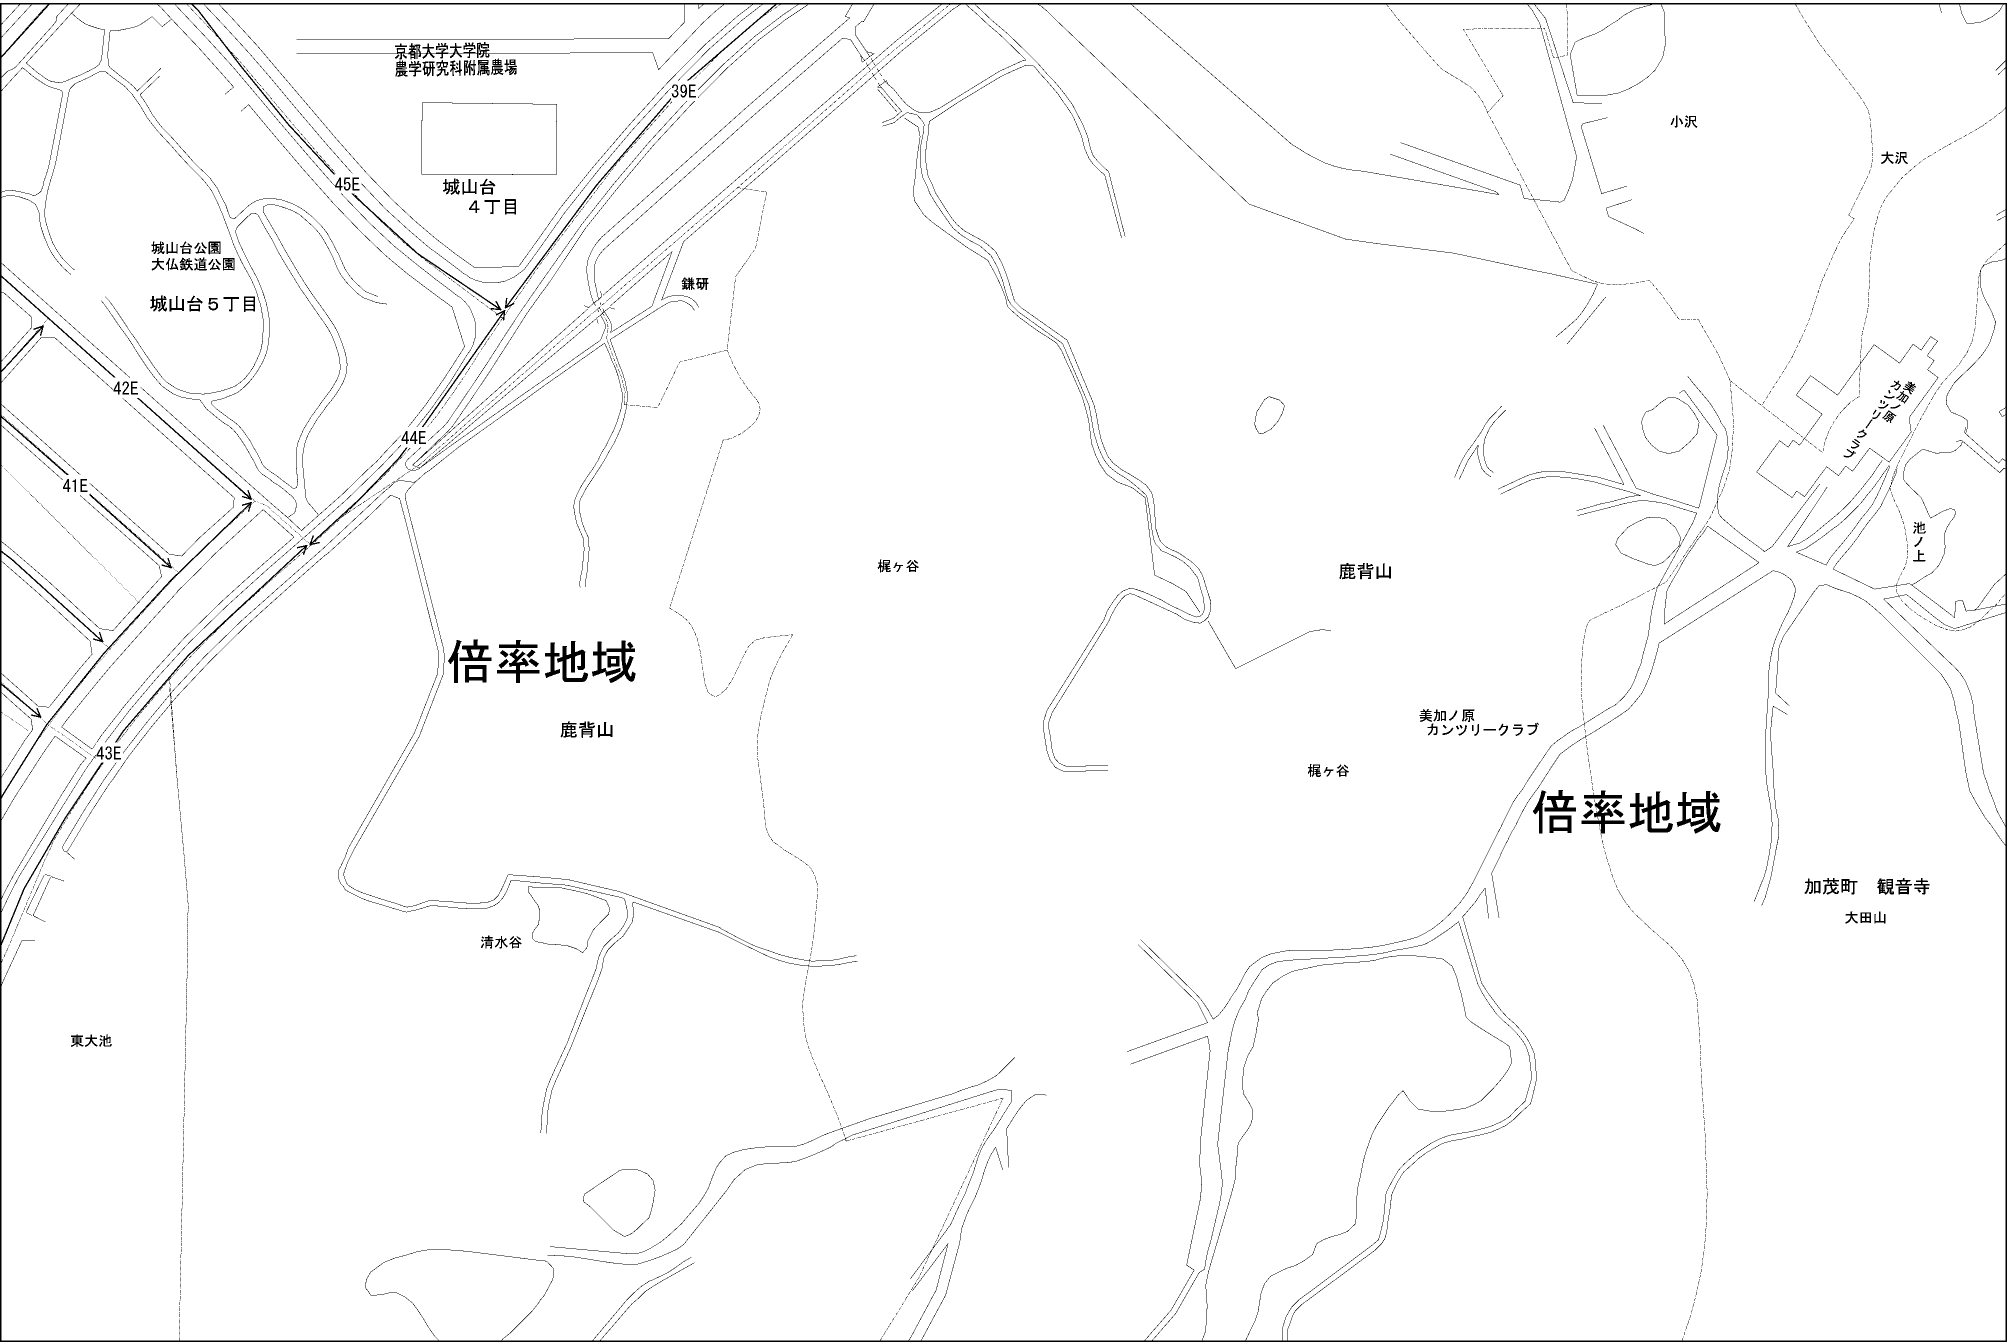 京都大学大学院
農学研究科附属農場
39E
小沢
大沢
45E
城山台
４丁目
城山台公園
大仏鉄道公園
城山台５丁目
鎌研
42E
美加ノ原
カンツリークラブ
44E
41E
池ノ上
梶ヶ谷
鹿背山
倍率地域
鹿背山
美加ノ原
カンツリークラブ
43E
梶ヶ谷
倍率地域
加茂町　観音寺
大田山
清水谷
東大池